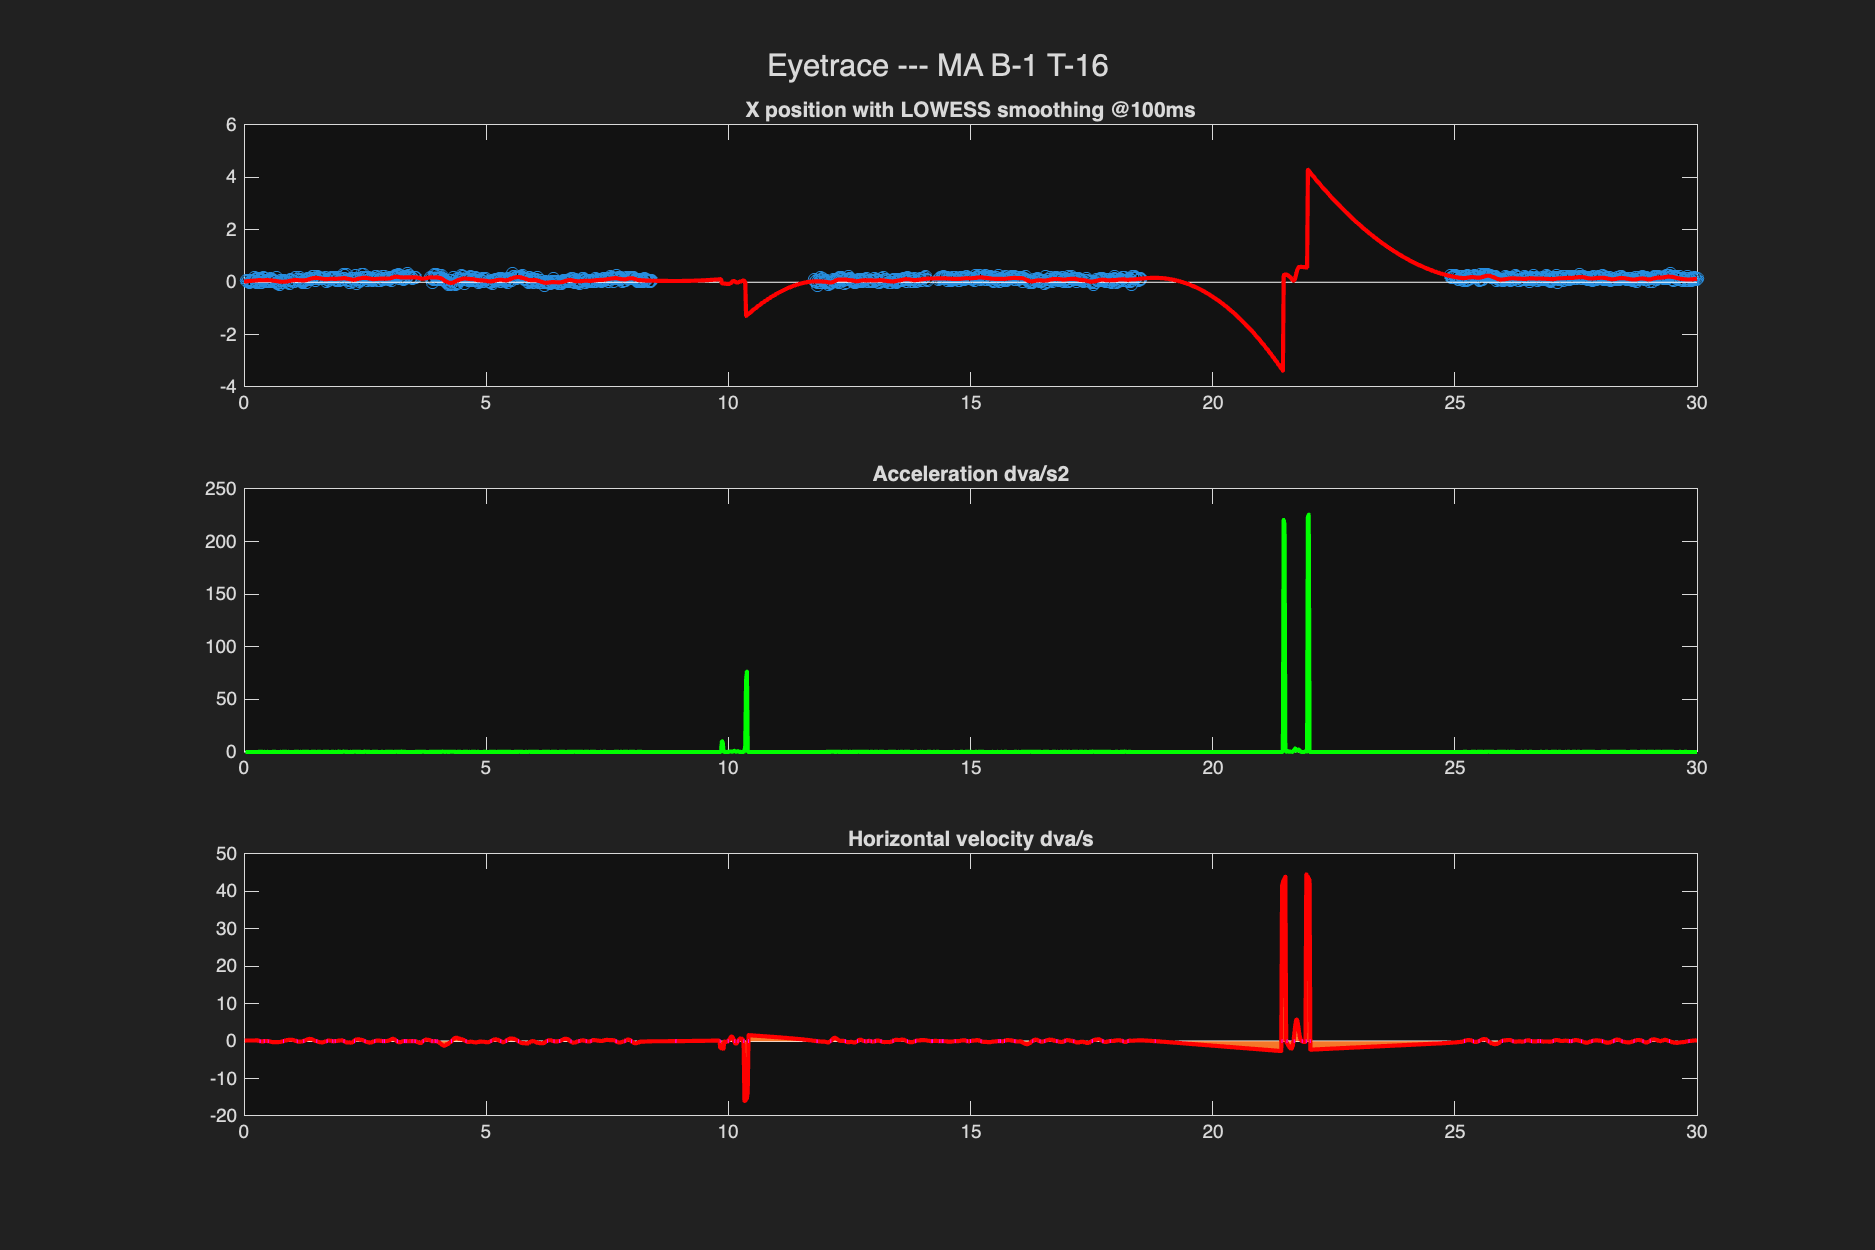 Eyetrace --- MA B-1 T-16
X position with LOWESS smoothing @100ms
6
4
2
0
-2
-4
0 5 10 15 20 25 30
Acceleration dva/s2
250
200
150
100
50
0
0 5 10 15 20 25 30
Horizontal velocity dva/s
50
40
30
20
10
0
-10
-20
0 5 10 15 20 25 30